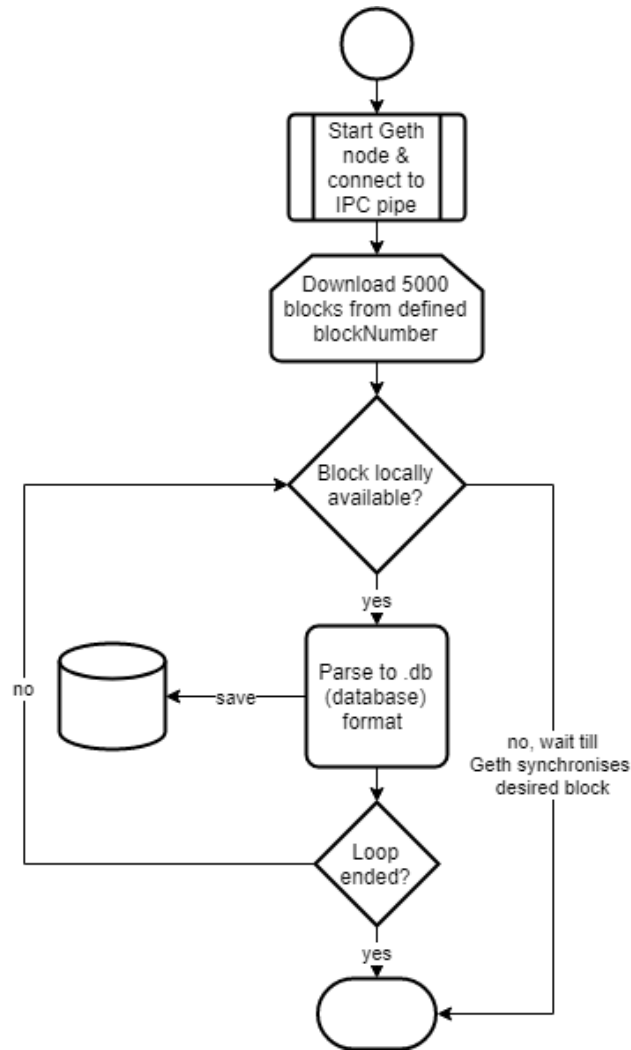 Start Geth
node &
connect to
IPC pipe
Download 5000
blocks from defined
blockNumber
Block locally
available?
yes
Parse to .db
(database)
format
save
no
no, wait till
Geth synchronises
desired block
Loop
ended?
yes